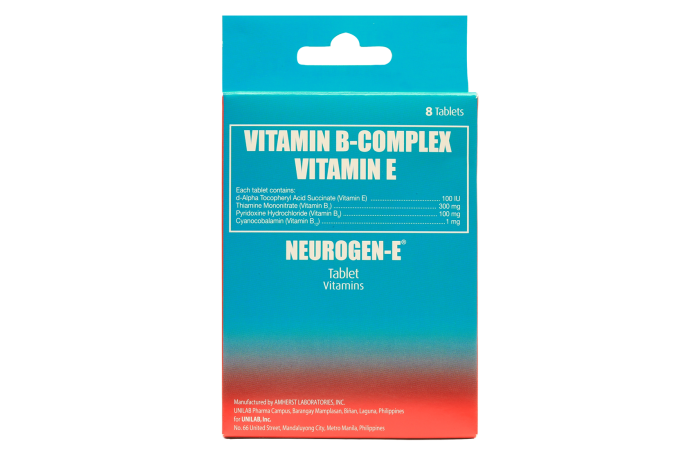 8 Tablets
VITAMIN B-COMPLEX
VITAMIN E
Each tablet contains:
d-Alpha Tocopheryl Acid Succinate (Vitamin E) ........................ 100 IU
Thiamine Mononitrate (Vitamin B₁) ................................... 300 mg
Pyridoxine Hydrochloride (Vitamin B₆) ................................ 100 mg
Cyanocobalamin (Vitamin B₁₂) ........................................... 1 mg
NEUROGEN-E®
Tablet
Vitamins
Manufactured by AMHERST LABORATORIES, INC.
UNILAB Pharma Campus, Barangay Mamplasan, Biñan, Laguna, Philippines
for UNILAB, Inc.
No. 66 United Street, Mandaluyong City, Metro Manila, Philippines